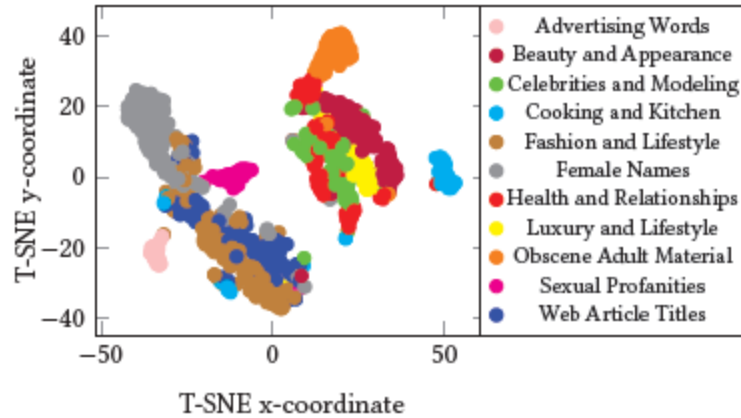 40
20
0
−20
−40
−50
0
50
T-SNE y-coordinate
T-SNE x-coordinate
Advertising Words
Beauty and Appearance
Celebrities and Modeling
Cooking and Kitchen
Fashion and Lifestyle
Female Names
Health and Relationships
Luxury and Lifestyle
Obscene Adult Material
Sexual Profanities
Web Article Titles